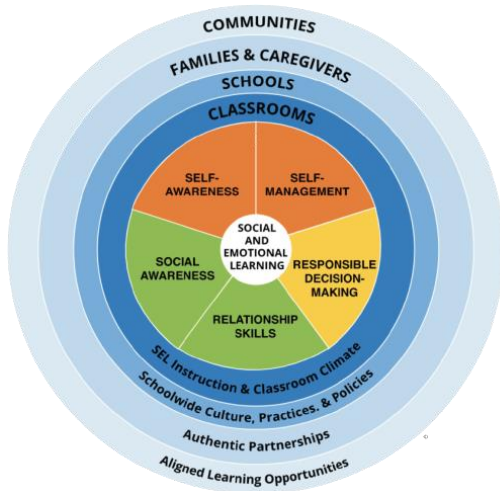 COMMUNITIES
FAMILIES & CAREGIVERS
SCHOOLS
CLASSROOMS
SELF-
AWARENESS
SELF-
MANAGEMENT
SOCIAL
AND
EMOTIONAL
LEARNING
SOCIAL
AWARENESS
RESPONSIBLE
DECISION-
MAKING
RELATIONSHIP
SKILLS
SEL Instruction & Classroom Climate
Schoolwide Culture, Practices. & Policies
Authentic Partnerships
Aligned Learning Opportunities